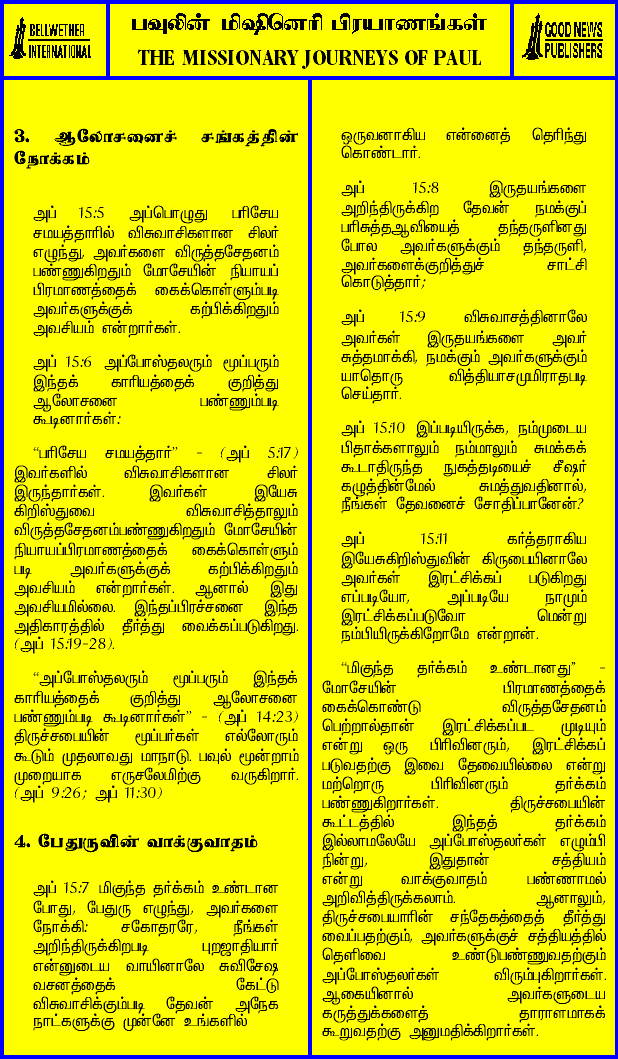 BELLWETHER
INTERNATIONAL
பவுலின் மிஷினெரி பிரயாணங்கள்
THE MISSIONARY JOURNEYS OF PAUL
GOOD NEWS
PUBLISHERS
3. ஆலோசனைச் சங்கத்தின்
நோக்கம்
அப் 15:5 அப்பொழுது பரிசேய
சமயத்தாரில் விசுவாசிகளான சிலர்
எழுந்து, அவர்களை விருத்தசேதனம்
பண்ணுகிறதும் மோசேயின் நியாயப்
பிரமாணத்தைக் கைக்கொள்ளும்படி
அவர்களுக்குக் கற்பிக்கிறதும்
அவசியம் என்றார்கள்.
அப் 15:6 அப்போஸ்தலரும் மூப்பரும்
இந்தக் காரியத்தைக் குறித்து
ஆலோசனை பண்ணும்படி
கூடினார்கள்:
“பரிசேய சமயத்தார்” - (அப் 5:17)
இவர்களில் விசுவாசிகளான சிலர்
இருந்தார்கள். இவர்கள் இயேசு
கிறிஸ்துவை விசுவாசித்தாலும்
விருத்தசேதனம்பண்ணுகிறதும் மோசேயின்
நியாயப்பிரமாணத்தைக் கைக்கொள்ளும்
படி அவர்களுக்குக் கற்பிக்கிறதும்
அவசியம் என்றார்கள். ஆனால் இது
அவசியமில்லை. இந்தப்பிரச்சனை இந்த
அதிகாரத்தில் தீர்த்து வைக்கப்படுகிறது.
(அப் 15:19-28).
“அப்போஸ்தலரும் மூப்பரும் இந்தக்
காரியத்தைக் குறித்து ஆலோசனை
பண்ணும்படி கூடினார்கள்” - (அப் 14:23)
திருச்சபையின் மூப்பர்கள் எல்லோரும்
கூடும் முதலாவது மாநாடு. பவுல் மூன்றாம்
முறையாக எருசலேமிற்கு வருகிறார்.
(அப் 9:26; அப் 11:30)
4. பேதுருவின் வாக்குவாதம்
அப் 15:7 மிகுந்த தர்க்கம் உண்டான
போது, பேதுரு எழுந்து, அவர்களை
நோக்கி: சகோதரரே, நீங்கள்
அறிந்திருக்கிறபடி புறஜாதியார்
என்னுடைய வாயினாலே சுவிசேஷ
வசனத்தைக் கேட்டு
விசுவாசிக்கும்படி தேவன் அநேக
நாட்களுக்கு முன்னே உங்களில்
ஒருவனாகிய என்னைத் தெரிந்து
கொண்டார்.
அப் 15:8 இருதயங்களை
அறிந்திருக்கிற தேவன் நமக்குப்
பரிசுத்தஆவியைத் தந்தருளினது
போல அவர்களுக்கும் தந்தருளி,
அவர்களைக்குறித்துச் சாட்சி
கொடுத்தார்;
அப் 15:9 விசுவாசத்தினாலே
அவர்கள் இருதயங்களை அவர்
சுத்தமாக்கி, நமக்கும் அவர்களுக்கும்
யாதொரு வித்தியாசமுமிராதபடி
செய்தார்.
அப் 15:10 இப்படியிருக்க, நம்முடைய
பிதாக்களாலும் நம்மாலும் சுமக்கக்
கூடாதிருந்த நுகத்தடியைச் சீஷர்
கழுத்தின்மேல் சுமத்துவதினால்,
நீங்கள் தேவனைச் சோதிப்பானேன்?
அப் 15:11 கர்த்தராகிய
இயேசுகிறிஸ்துவின் கிருபையினாலே
அவர்கள் இரட்சிக்கப் படுகிறது
எப்படியோ, அப்படியே நாமும்
இரட்சிக்கப்படுவோ மென்று
நம்பியிருக்கிறோமே என்றான்.
“மிகுந்த தர்க்கம் உண்டானது” -
மோசேயின் பிரமாணத்தைக்
கைக்கொண்டு விருத்தசேதனம்
பெற்றால்தான் இரட்சிக்கப்பட முடியும்
என்று ஒரு பிரிவினரும், இரட்சிக்கப்
படுவதற்கு இவை தேவையில்லை என்று
மற்றொரு பிரிவினரும் தர்க்கம்
பண்ணுகிறார்கள். திருச்சபையின்
கூட்டத்தில் இந்தத் தர்க்கம்
இல்லாமலேயே அப்போஸ்தலர்கள் எழும்பி
நின்று, இதுதான் சத்தியம்
என்று வாக்குவாதம் பண்ணாமல்
அறிவித்திருக்கலாம். ஆனாலும்,
திருச்சபையாரின் சந்தேகத்தைத் தீர்த்து
வைப்பதற்கும், அவர்களுக்குச் சத்தியத்தில்
தெளிவை உண்டுபண்ணுவதற்கும்
அப்போஸ்தலர்கள் விரும்புகிறார்கள்.
ஆகையினால் அவர்களுடைய
கருத்துக்களைத் தாராளமாகக்
கூறுவதற்கு அனுமதிக்கிறார்கள்.